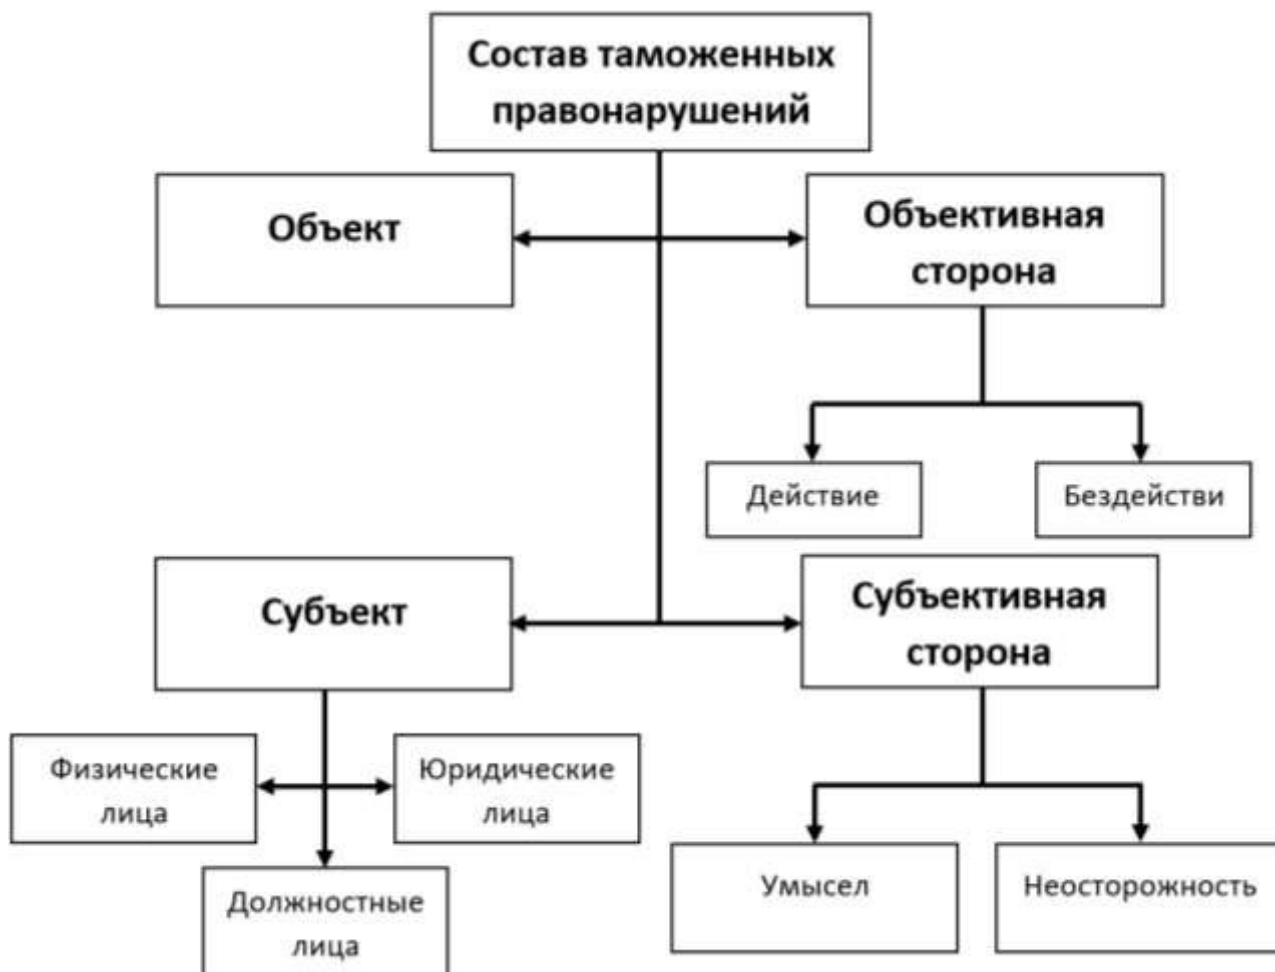 Состав таможенных
правонарушений
Объект
Объективная
сторона
Действие
Бездействи
Субъект
Субъективная
сторона
Физические
лица
Юридические
лица
Должностные
лица
Умысел
Неосторожность